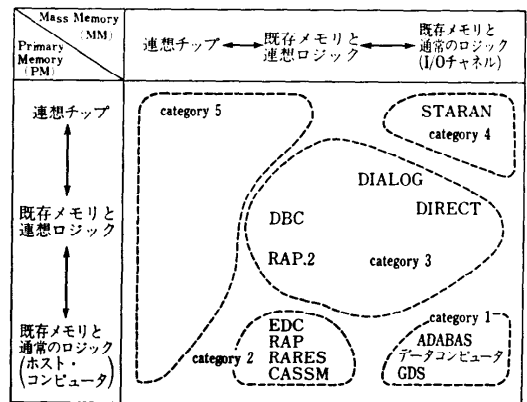 Mass Memory
(MM)
Primary
Memory
(PM)
連想チップ
既存メモリと
連想ロジック
既存メモリと
通常のロジック
(I/Oチャネル)
連想チップ
category 5
STARAN
category 4
DIALOG
DIRECT
既存メモリと
連想ロジック
DBC
RAP.2
category 3
既存メモリと
通常のロジック
(ホスト・
コンピュータ)
category 2
EDC
RAP
RARES
CASSM
category 1
ADABAS
データコンピュータ
GDS